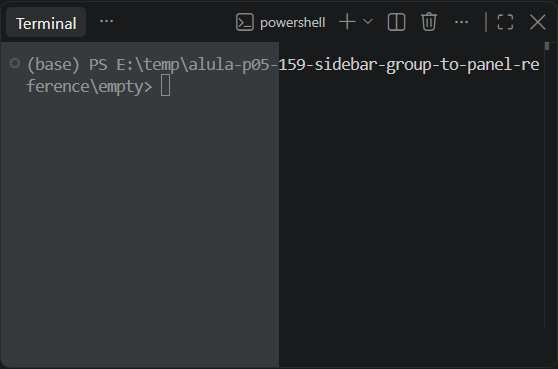 Terminal
powershell
(base) PS E:\temp\alula-p05-159-sidebar-group-to-panel-re
ference\empty>